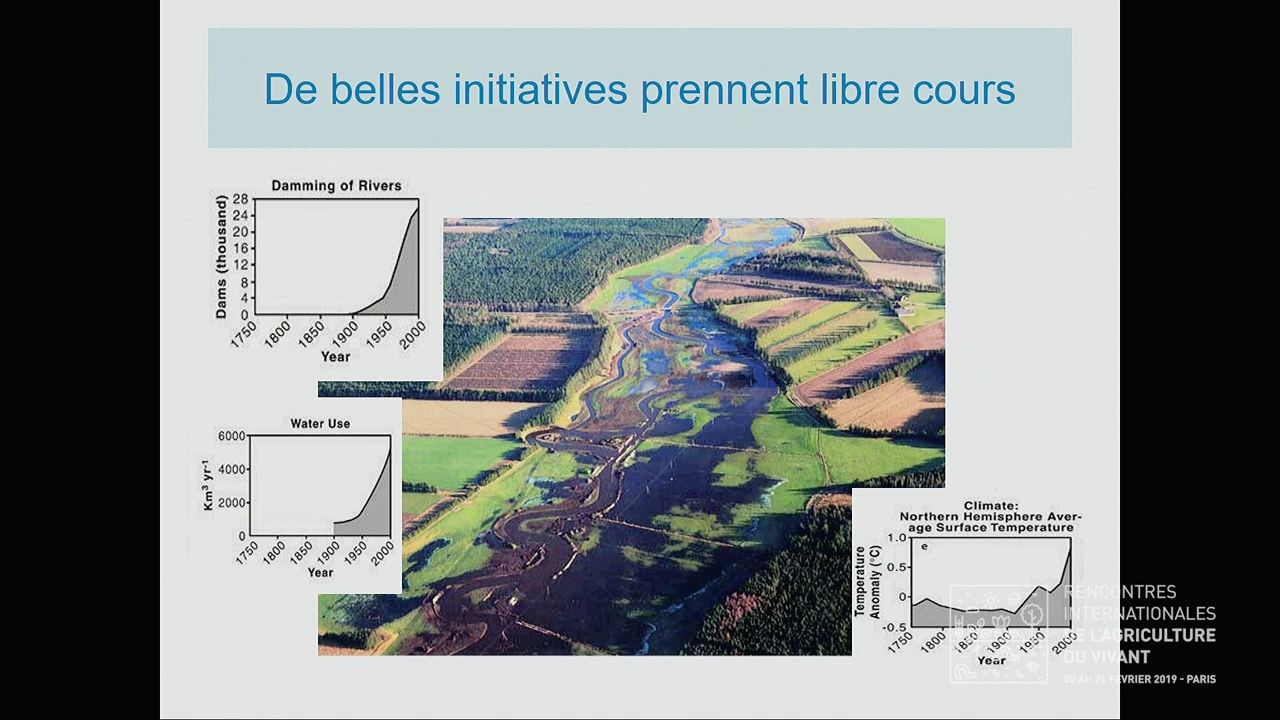 De belles initiatives prennent libre cours
Damming of Rivers
Dams (thousand)
28
24
20
16
12
8
4
0
1750
1800
1850
1900
1950
2000
Year
Water Use
Km³ yr⁻¹
6000
4000
2000
0
1750
1800
1850
1900
1950
2000
Year
Climate:
Northern Hemisphere Aver-
age Surface Temperature
Temperature
Anomaly (°C)
e
1.0
0.5
0
-0.5
1750
1800
1850
1900
1950
2000
Year
RENCONTRES
INTERNATIONALES
DE L'AGRICULTURE
DU VIVANT
20 AU 24 FÉVRIER 2019 - PARIS